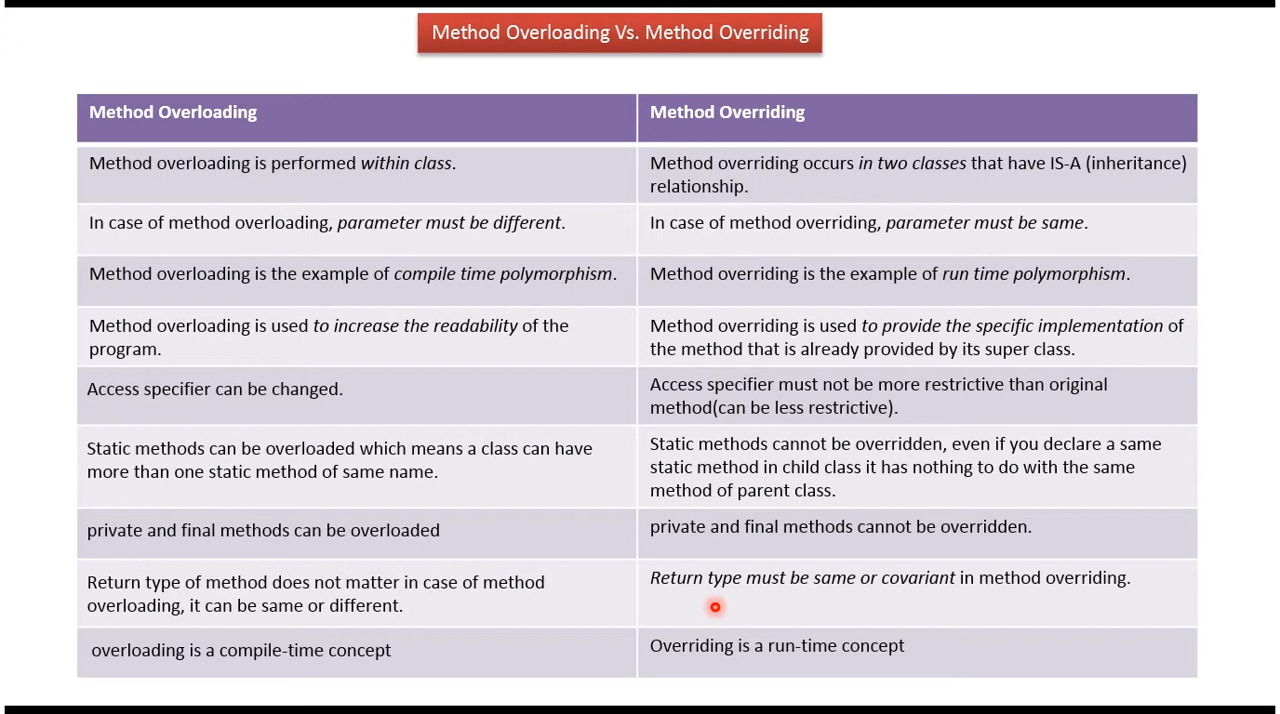 Method Overloading Vs. Method Overriding
Method Overloading
Method Overriding
Method overloading is performed within class.
Method overriding occurs in two classes that have IS-A (inheritance)
relationship.
In case of method overloading, parameter must be different.
In case of method overriding, parameter must be same.
Method overloading is the example of compile time polymorphism.
Method overriding is the example of run time polymorphism.
Method overloading is used to increase the readability of the
program.
Method overriding is used to provide the specific implementation of
the method that is already provided by its super class.
Access specifier can be changed.
Access specifier must not be more restrictive than original
method(can be less restrictive).
Static methods can be overloaded which means a class can have
more than one static method of same name.
Static methods cannot be overridden, even if you declare a same
static method in child class it has nothing to do with the same
method of parent class.
private and final methods can be overloaded
private and final methods cannot be overridden.
Return type of method does not matter in case of method
overloading, it can be same or different.
Return type must be same or covariant in method overriding.
overloading is a compile-time concept
Overriding is a run-time concept